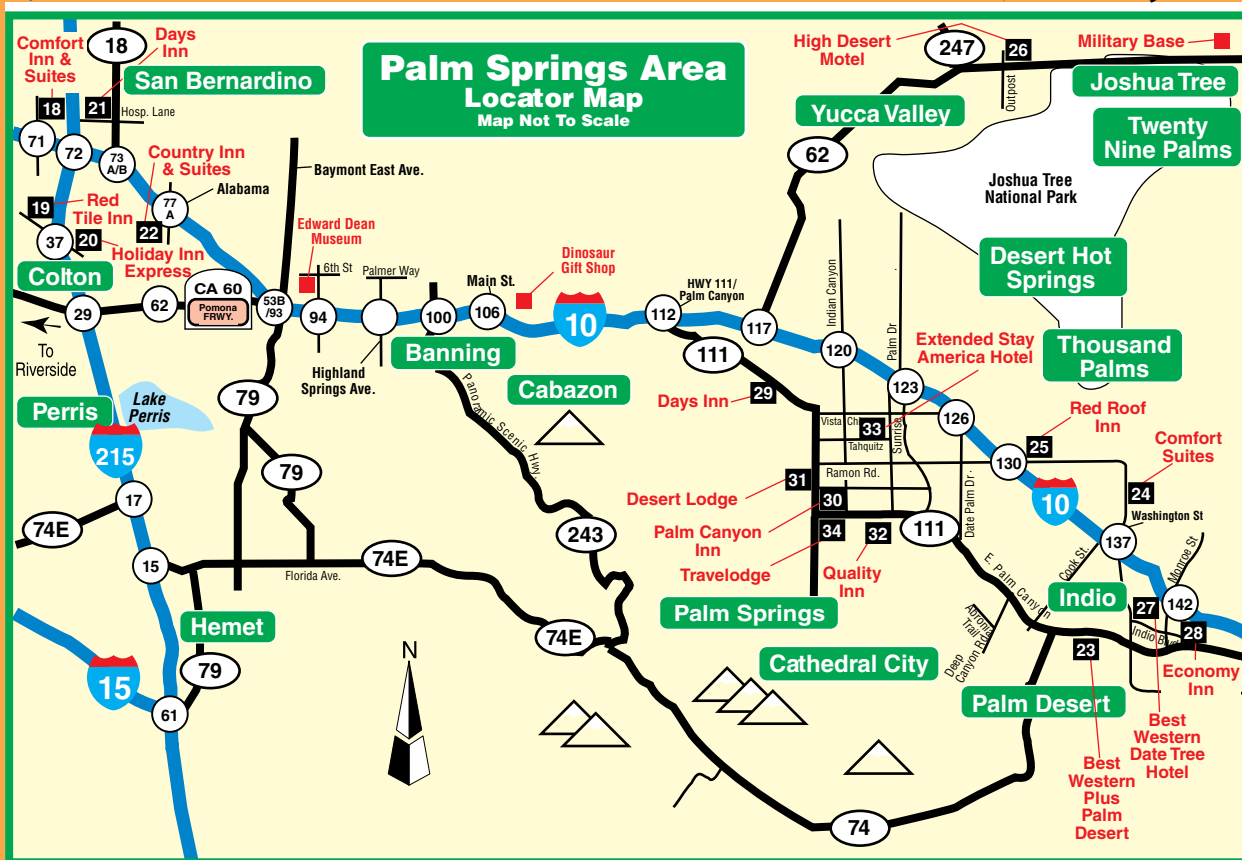 Palm Springs Area
Locator Map
Map Not To Scale
Comfort
Inn &
Suites
18
Days
Inn
San Bernardino
18
21
Hosp. Lane
71
72
73
A/B
Country Inn
& Suites
77
A
Alabama
19
Red
Tile Inn
22
37
20
Holiday Inn
Express
Colton
Baymont East Ave.
Edward Dean
Museum
6th St
Palmer Way
Main St.
Dinosaur
Gift Shop
29
62
CA 60
Pomona
FRWY.
53B
/93
94
100
106
10
To
Riverside
Banning
Highland
Springs Ave.
Cabazon
Perris
Lake
Perris
215
79
79
Panoramic Scenic Hwy.
17
74E
15
Florida Ave.
74E
243
74E
Hemet
79
15
61
N
High Desert
Motel
247
26
Military Base
Outpost
Joshua Tree
Yucca Valley
Twenty
Nine Palms
62
Joshua Tree
National Park
Desert Hot
Springs
Thousand
Palms
HWY 111/
Palm Canyon
112
117
Indian Canyon
Palm Dr
120
111
Extended Stay
America Hotel
123
126
Days Inn
29
Vista Ch
33
Tahquitz
Sunrise
Red Roof
Inn
25
Comfort
Suites
130
Ramon Rd.
31
Desert Lodge
30
Palm Canyon
Inn
34
Travelodge
32
Quality
Inn
111
Date Palm Dr.
10
24
Washington St
137
Cook St.
Monroe St
E. Palm Canyon
Palm Springs
Indio
27
142
28
Indio Blvd
Abronia
Trail
Deep
Canyon Rd
Cathedral City
23
Economy
Inn
Palm Desert
Best
Western
Date Tree
Hotel
Best
Western
Plus
Palm
Desert
74